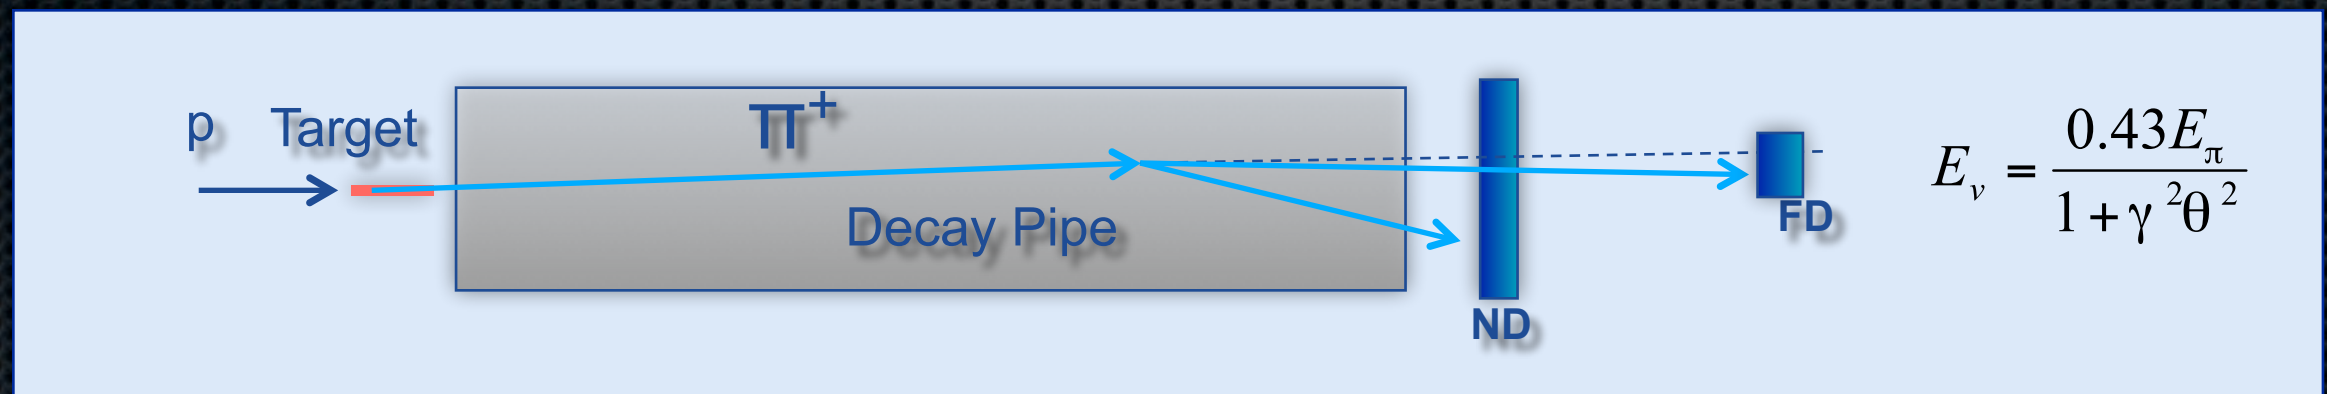 p
Target
π⁺
Decay Pipe
ND
FD
E_ν = 0.43E_π / (1 + γ²θ²)